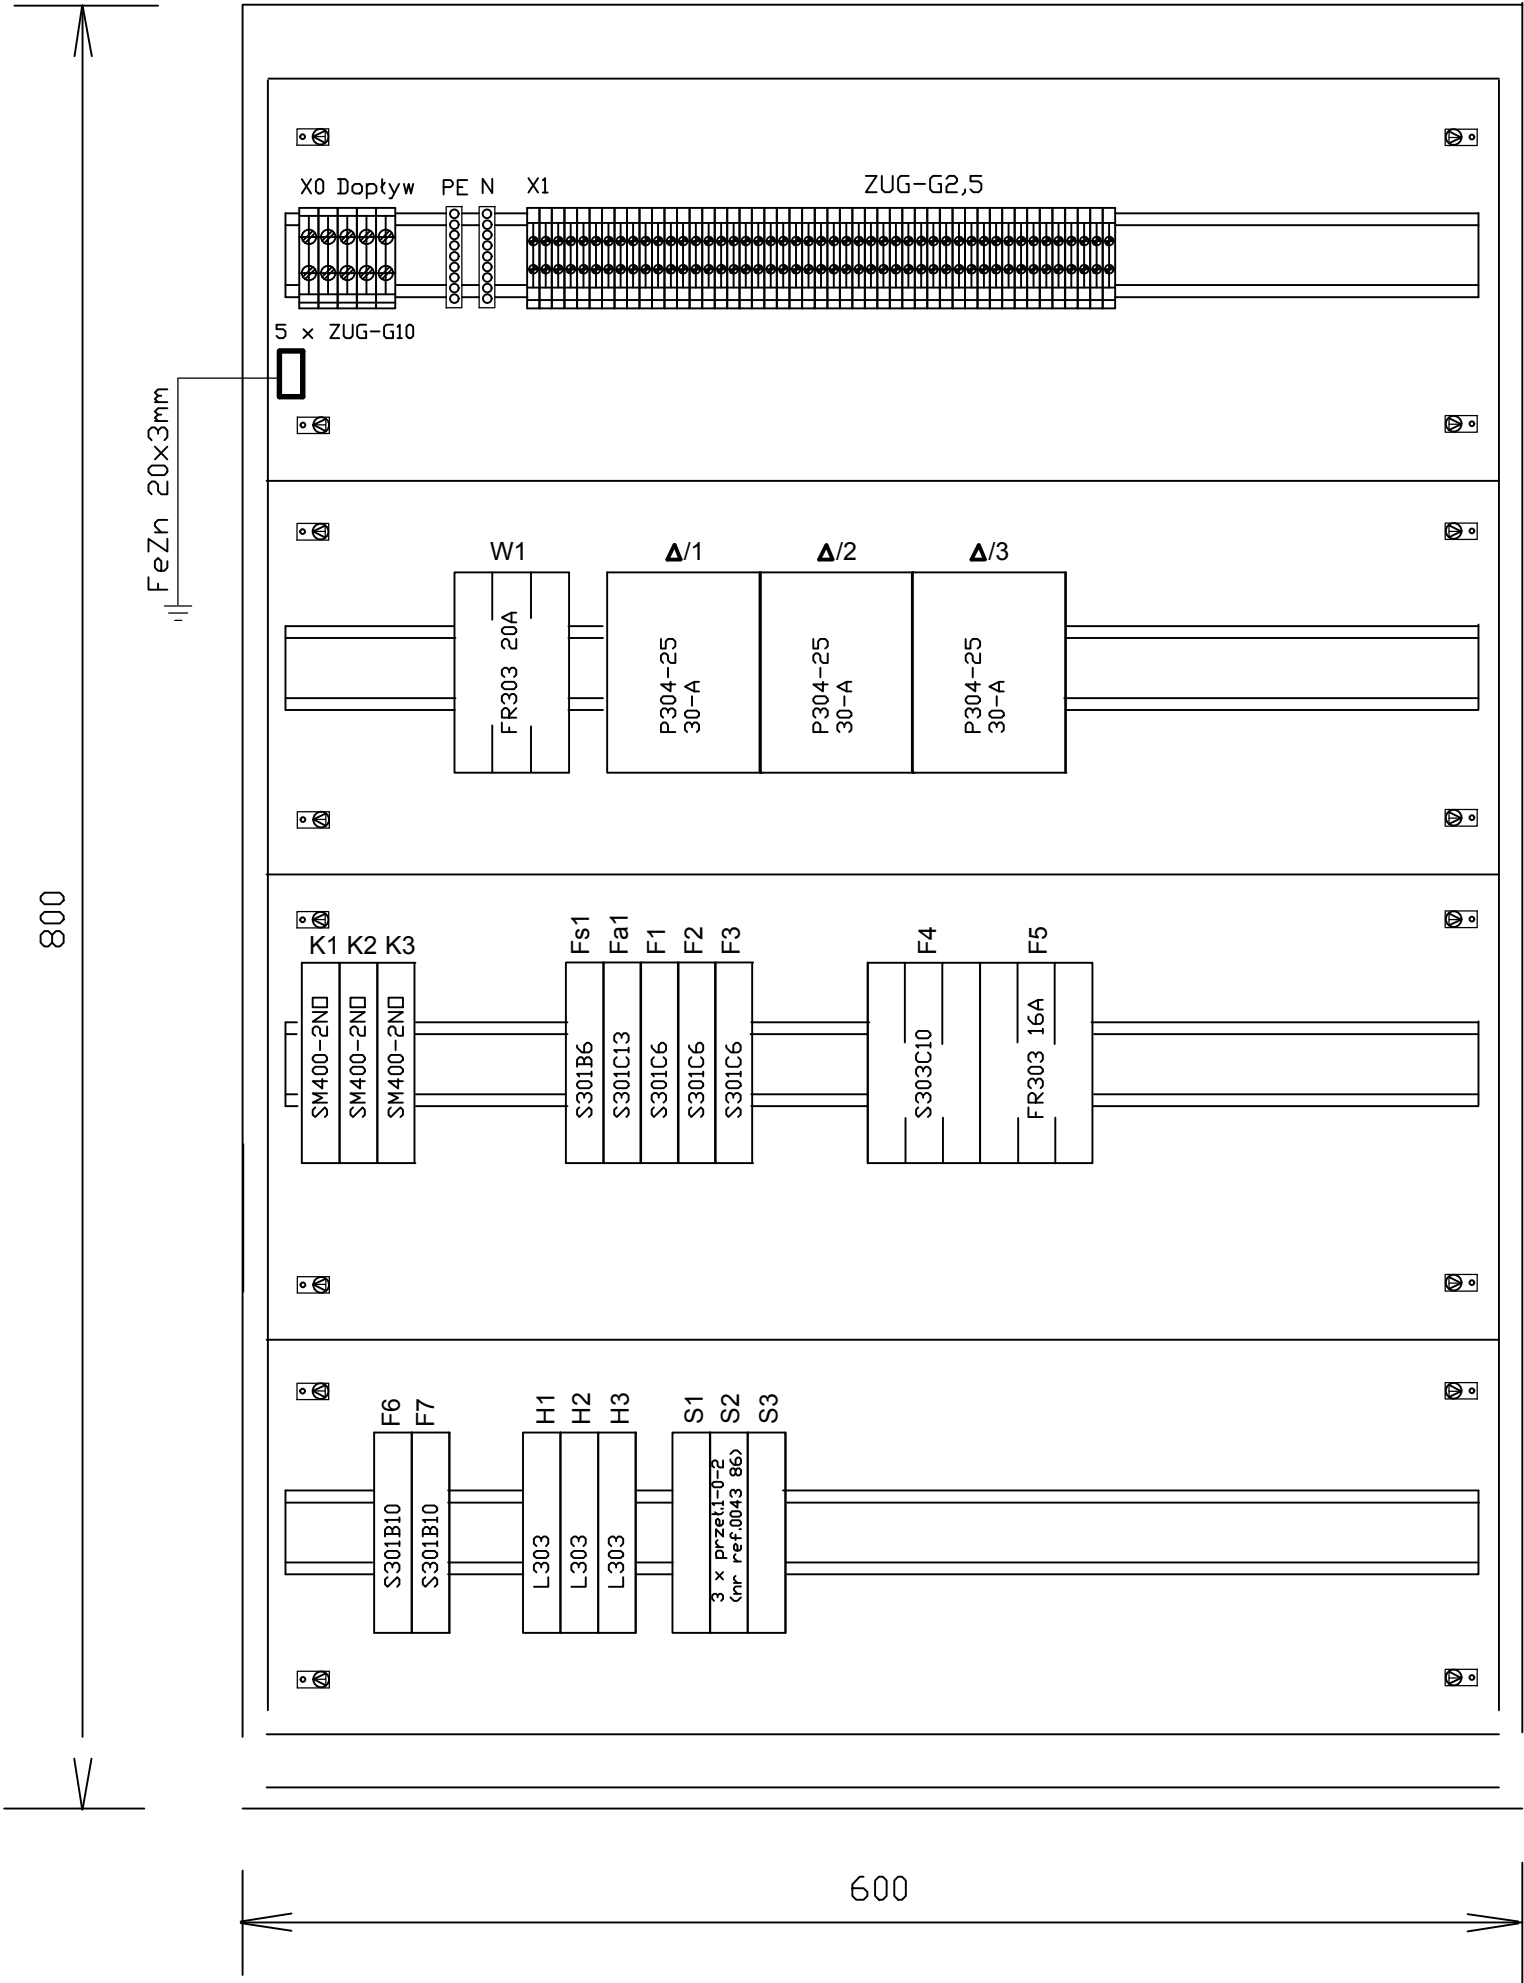 X0 Dopływ
PE
N
X1
ZUG-G2,5
5 x ZUG-G10
FeZn 20x3mm
W1
Δ/1
Δ/2
Δ/3
FR303 20A
P304-25
30-A
P304-25
30-A
P304-25
30-A
800
K1
K2
K3
Fs1
Fa1
F1
F2
F3
F4
F5
SM400-2NO
SM400-2NO
SM400-2NO
S301B6
S301C13
S301C6
S301C6
S301C6
S303C10
FR303 16A
F6
F7
H1
H2
H3
S1
S2
S3
S301B10
S301B10
L303
L303
L303
3 x przeł.1-0-2
(nr ref.0043 86)
600